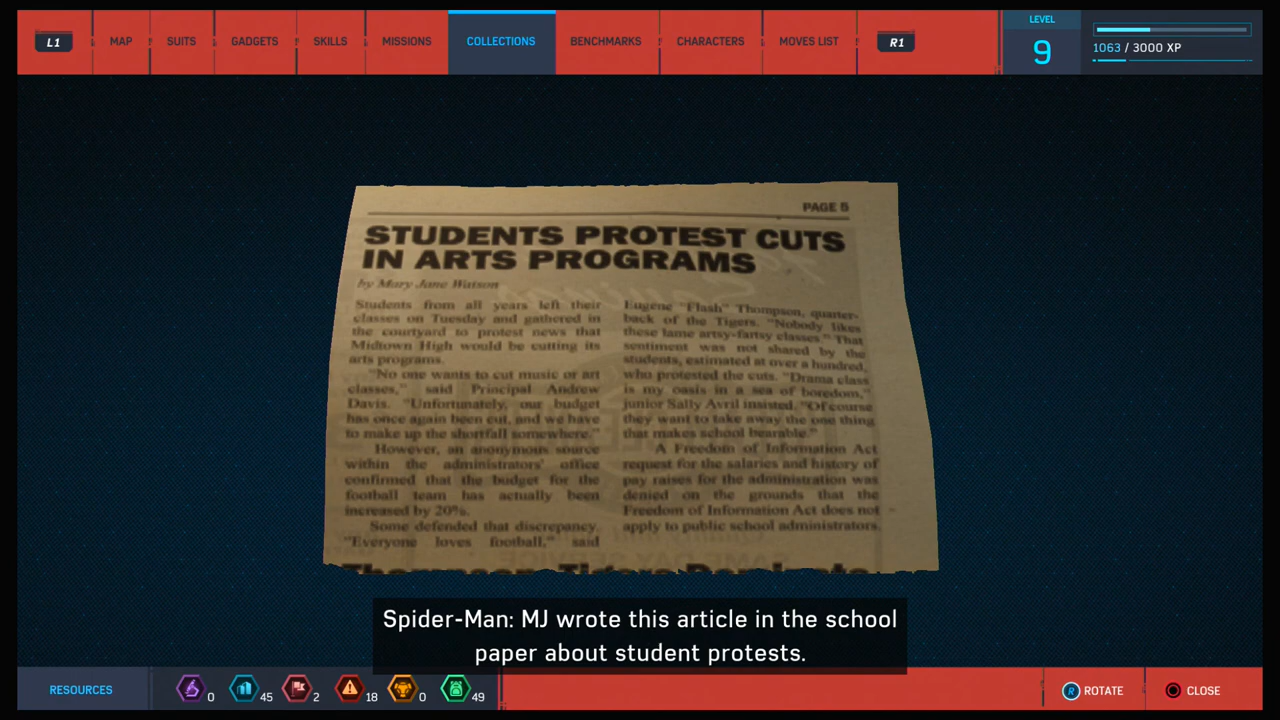 L1
MAP
SUITS
GADGETS
SKILLS
MISSIONS
COLLECTIONS
BENCHMARKS
CHARACTERS
MOVES LIST
R1
LEVEL
9
1063 / 3000 XP
PAGE 5
STUDENTS PROTEST CUTS
IN ARTS PROGRAMS
by Mary Jane Watson
Students from all years left their
classes on Tuesday and gathered in
the courtyard to protest news that
Midtown High would be cutting its
arts programs.
"No one wants to cut music or art
classes," said Principal Andrew
Davis. "Unfortunately, our budget
has once again been cut, and we have
to make up the shortfall somewhere."
However, an anonymous source
within the administrators' office
confirmed that the budget for the
football team has actually been
increased by 20%.
Some defended that discrepancy.
"Everyone loves football," said
Eugene "Flash" Thompson, quarter-
back of the Tigers. "Nobody likes
these lame artsy-fartsy classes." That
sentiment was not shared by the
students, estimated at over a hundred,
who protested the cuts. "Drama class
is my oasis in a sea of boredom,"
junior Sally Avril insisted. "Of course
they want to take away the one thing
that makes school bearable."
A Freedom of Information Act
request for the salaries and history of
pay raises for the administration was
denied on the grounds that the
Freedom of Information Act does not
apply to public school administrators.
Thompson, Tigers Dominate
Spider-Man: MJ wrote this article in the school
paper about student protests.
RESOURCES
0
45
2
18
0
49
R ROTATE
CLOSE